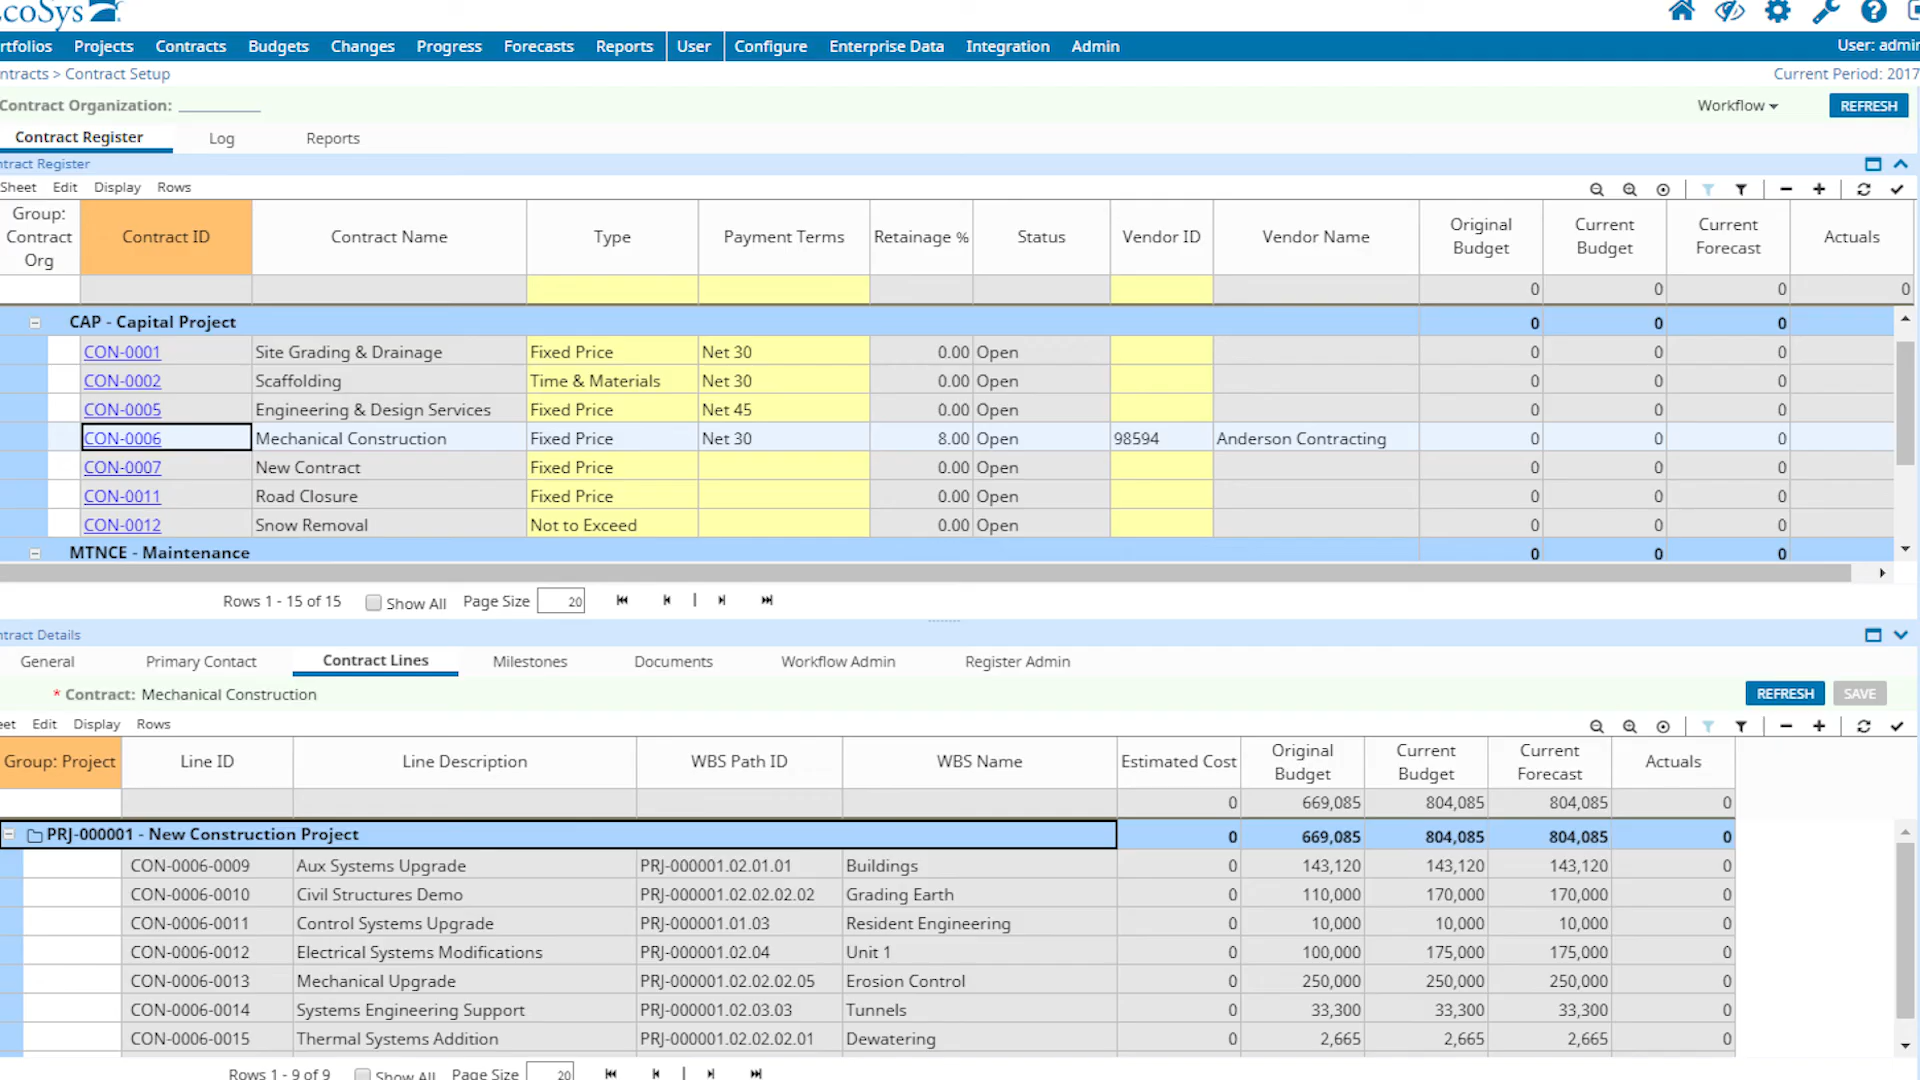 coSys
rtfolios Projects Contracts Budgets Changes Progress Forecasts Reports User Configure Enterprise Data Integration Admin User: admin
ntracts > Contract Setup Current Period: 2017
Contract Organization: Workflow REFRESH
Contract Register Log Reports
ntract Register
Sheet Edit Display Rows
Group: Contract Org Contract ID Contract Name Type Payment Terms Retainage % Status Vendor ID Vendor Name Original Budget Current Budget Current Forecast Actuals
0 0 0 0
CAP - Capital Project 0 0 0
CON-0001 Site Grading & Drainage Fixed Price Net 30 0.00 Open 0 0 0
CON-0002 Scaffolding Time & Materials Net 30 0.00 Open 0 0 0
CON-0005 Engineering & Design Services Fixed Price Net 45 0.00 Open 0 0 0
CON-0006 Mechanical Construction Fixed Price Net 30 8.00 Open 98594 Anderson Contracting 0 0 0
CON-0007 New Contract Fixed Price 0.00 Open 0 0 0
CON-0011 Road Closure Fixed Price 0.00 Open 0 0 0
CON-0012 Snow Removal Not to Exceed 0.00 Open 0 0 0
MTNCE - Maintenance 0 0 0
Rows 1 - 15 of 15 Show All Page Size 20
ntract Details
General Primary Contact Contract Lines Milestones Documents Workflow Admin Register Admin
* Contract: Mechanical Construction REFRESH SAVE
eet Edit Display Rows
Group: Project Line ID Line Description WBS Path ID WBS Name Estimated Cost Original Budget Current Budget Current Forecast Actuals
0 669,085 804,085 804,085 0
PRJ-000001 - New Construction Project 0 669,085 804,085 804,085 0
CON-0006-0009 Aux Systems Upgrade PRJ-000001.02.01.01 Buildings 0 143,120 143,120 143,120 0
CON-0006-0010 Civil Structures Demo PRJ-000001.02.02.02.02 Grading Earth 0 110,000 170,000 170,000 0
CON-0006-0011 Control Systems Upgrade PRJ-000001.01.03 Resident Engineering 0 10,000 10,000 10,000 0
CON-0006-0012 Electrical Systems Modifications PRJ-000001.02.04 Unit 1 0 100,000 175,000 175,000 0
CON-0006-0013 Mechanical Upgrade PRJ-000001.02.02.02.05 Erosion Control 0 250,000 250,000 250,000 0
CON-0006-0014 Systems Engineering Support PRJ-000001.02.03.03 Tunnels 0 33,300 33,300 33,300 0
CON-0006-0015 Thermal Systems Addition PRJ-000001.02.02.02.01 Dewatering 0 2,665 2,665 2,665 0
Rows 1 - 9 of 9 Show All Page Size 20